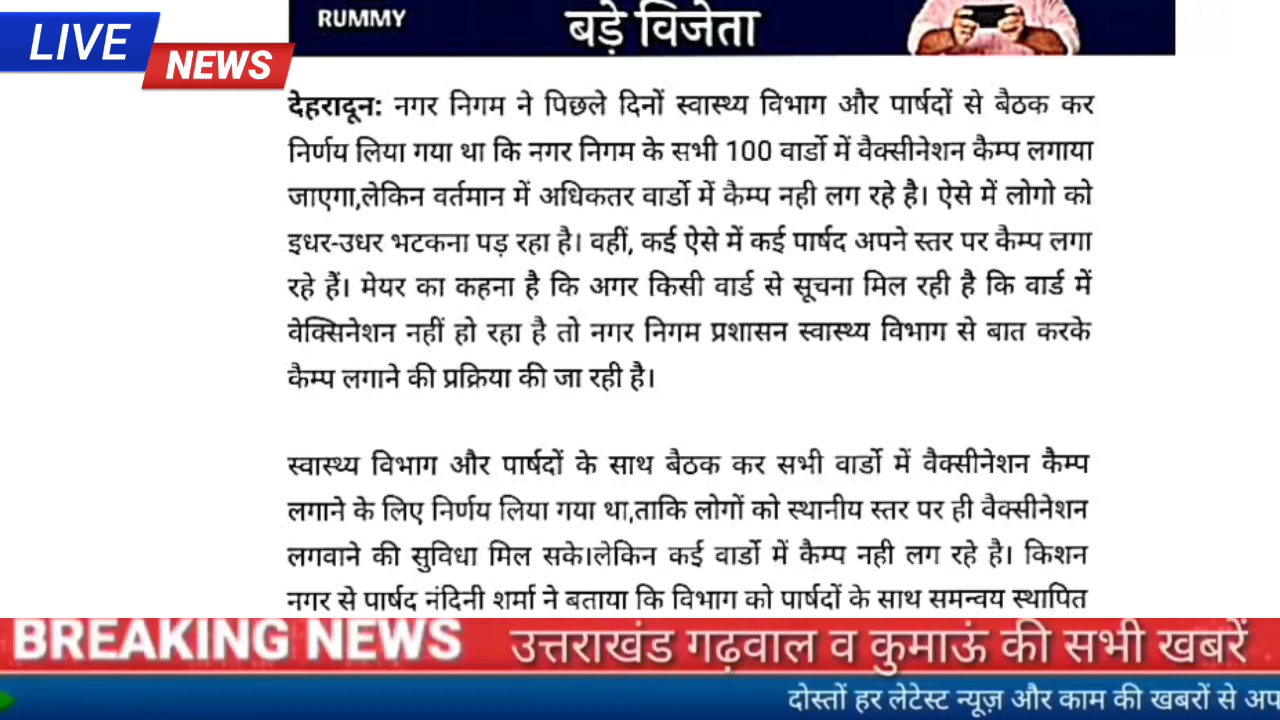 RUMMY
बड़े विजेता
LIVE
NEWS
देहरादून: नगर निगम ने पिछले दिनों स्वास्थ्य विभाग और पार्षदों से बैठक कर
निर्णय लिया गया था कि नगर निगम के सभी 100 वार्डो में वैक्सीनेशन कैम्प लगाया
जाएगा,लेकिन वर्तमान में अधिकतर वार्डो में कैम्प नही लग रहे है। ऐसे में लोगो को
इधर-उधर भटकना पड़ रहा है। वहीं, कई ऐसे में कई पार्षद अपने स्तर पर कैम्प लगा
रहे हैं। मेयर का कहना है कि अगर किसी वार्ड से सूचना मिल रही है कि वार्ड में
वेक्सिनेशन नहीं हो रहा है तो नगर निगम प्रशासन स्वास्थ्य विभाग से बात करके
कैम्प लगाने की प्रक्रिया की जा रही है।
स्वास्थ्य विभाग और पार्षदों के साथ बैठक कर सभी वार्डो में वैक्सीनेशन कैम्प
लगाने के लिए निर्णय लिया गया था,ताकि लोगों को स्थानीय स्तर पर ही वैक्सीनेशन
लगवाने की सुविधा मिल सके।लेकिन कई वार्डो में कैम्प नही लग रहे है। किशन
नगर से पार्षद नंदिनी शर्मा ने बताया कि विभाग को पार्षदों के साथ समन्वय स्थापित
BREAKING NEWS
उत्तराखंड गढ़वाल व कुमाऊं की सभी खबरें
दोस्तों हर लेटेस्ट न्यूज़ और काम की खबरों से अप